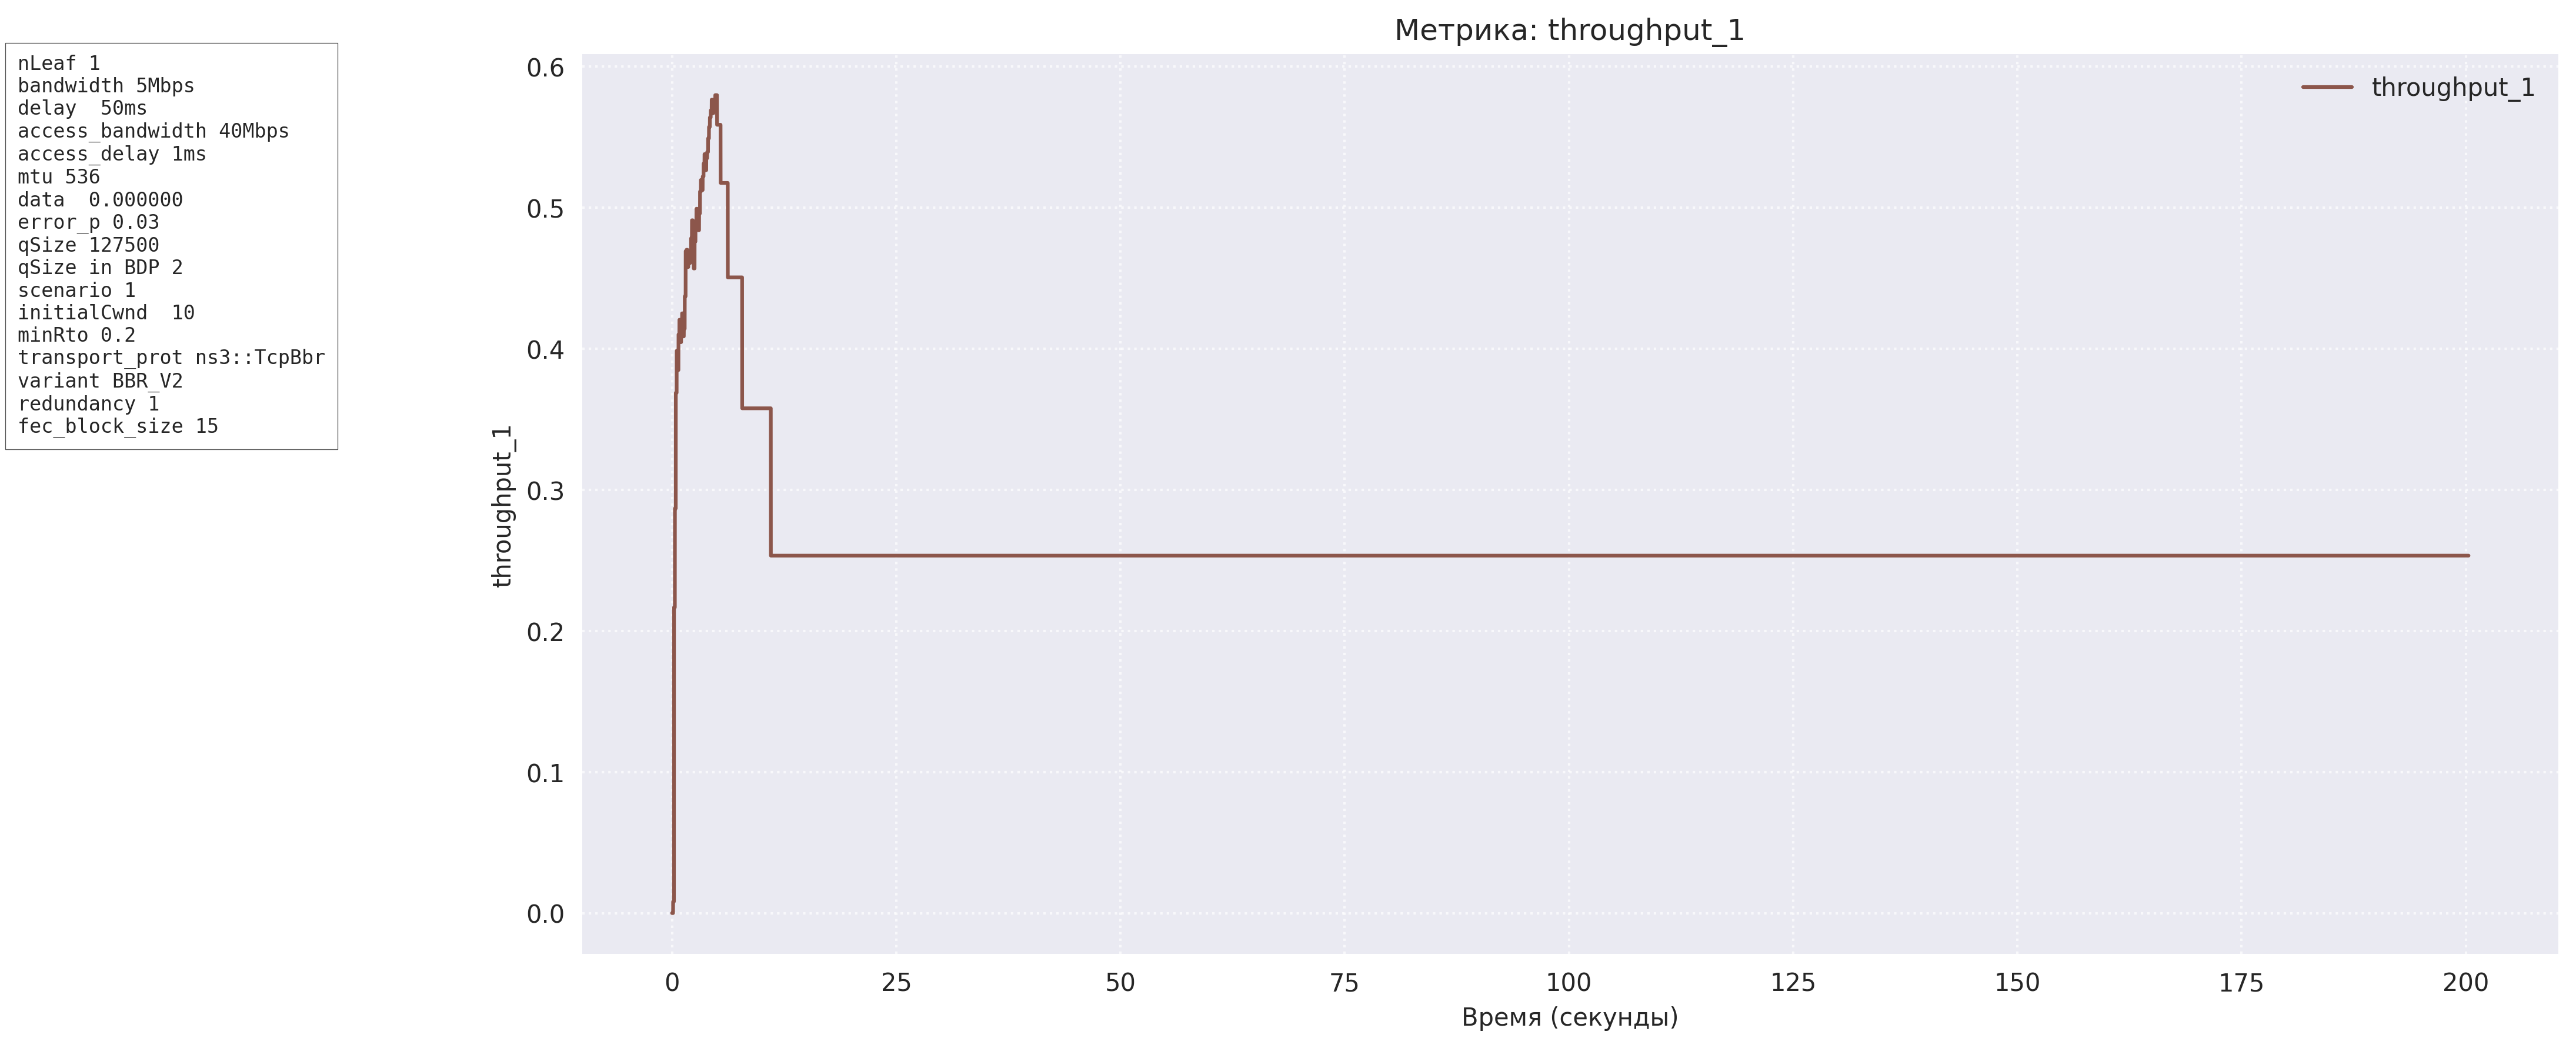 nLeaf 1
bandwidth 5Mbps
delay  50ms
access_bandwidth 40Mbps
access_delay 1ms
mtu 536
data  0.000000
error_p 0.03
qSize 127500
qSize in BDP 2
scenario 1
initialCwnd  10
minRto 0.2
transport_prot ns3::TcpBbr
variant BBR_V2
redundancy 1
fec_block_size 15
Метрика: throughput_1
throughput_1
throughput_1
0.6
0.5
0.4
0.3
0.2
0.1
0.0
0
25
50
75
100
125
150
175
200
Время (секунды)